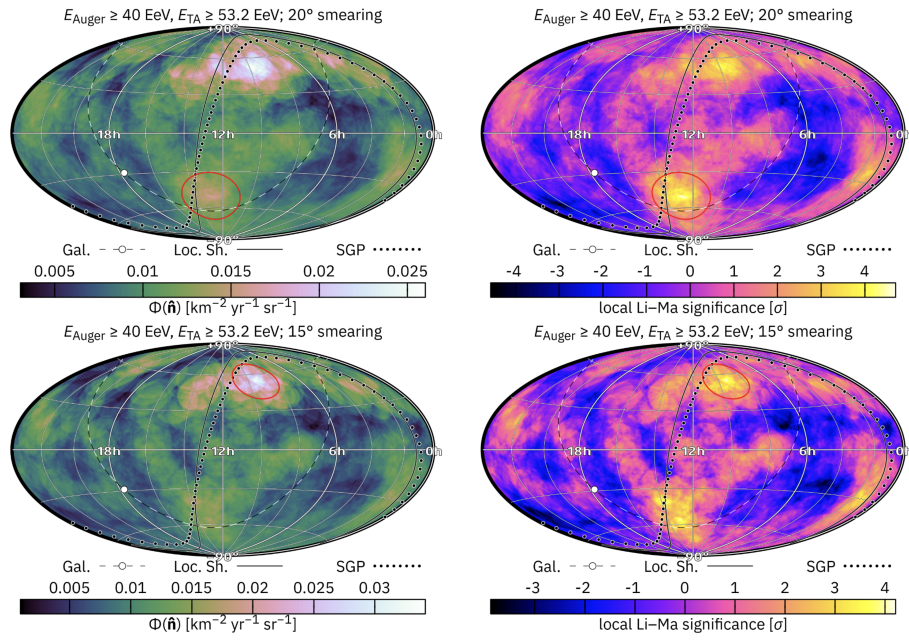 E_Auger ≥ 40 EeV, E_TA ≥ 53.2 EeV; 20° smearing
+90°
18h 12h 6h 0h
-90°
Gal. Loc. Sh. SGP
0.005 0.01 0.015 0.02 0.025
Φ(n̂) [km⁻² yr⁻¹ sr⁻¹]
E_Auger ≥ 40 EeV, E_TA ≥ 53.2 EeV; 20° smearing
+90°
18h 12h 6h 0h
-90°
Gal. Loc. Sh. SGP
-4 -3 -2 -1 0 1 2 3 4
local Li–Ma significance [σ]
E_Auger ≥ 40 EeV, E_TA ≥ 53.2 EeV; 15° smearing
+90°
18h 12h 6h 0h
-90°
Gal. Loc. Sh. SGP
0.005 0.01 0.015 0.02 0.025 0.03
Φ(n̂) [km⁻² yr⁻¹ sr⁻¹]
E_Auger ≥ 40 EeV, E_TA ≥ 53.2 EeV; 15° smearing
+90°
18h 12h 6h 0h
-90°
Gal. Loc. Sh. SGP
-3 -2 -1 0 1 2 3 4
local Li–Ma significance [σ]